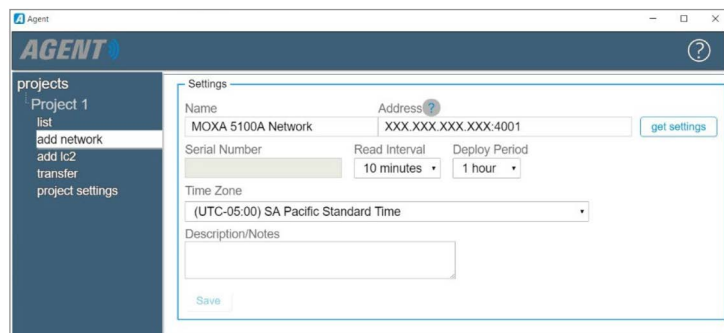 Agent
AGENT
?
projects
Project 1
list
add network
add lc2
transfer
project settings
Settings
Name
Address ?
MOXA 5100A Network
XXX.XXX.XXX.XXX:4001
get settings
Serial Number
Read Interval
Deploy Period
10 minutes
1 hour
Time Zone
(UTC-05:00) SA Pacific Standard Time
Description/Notes
Save